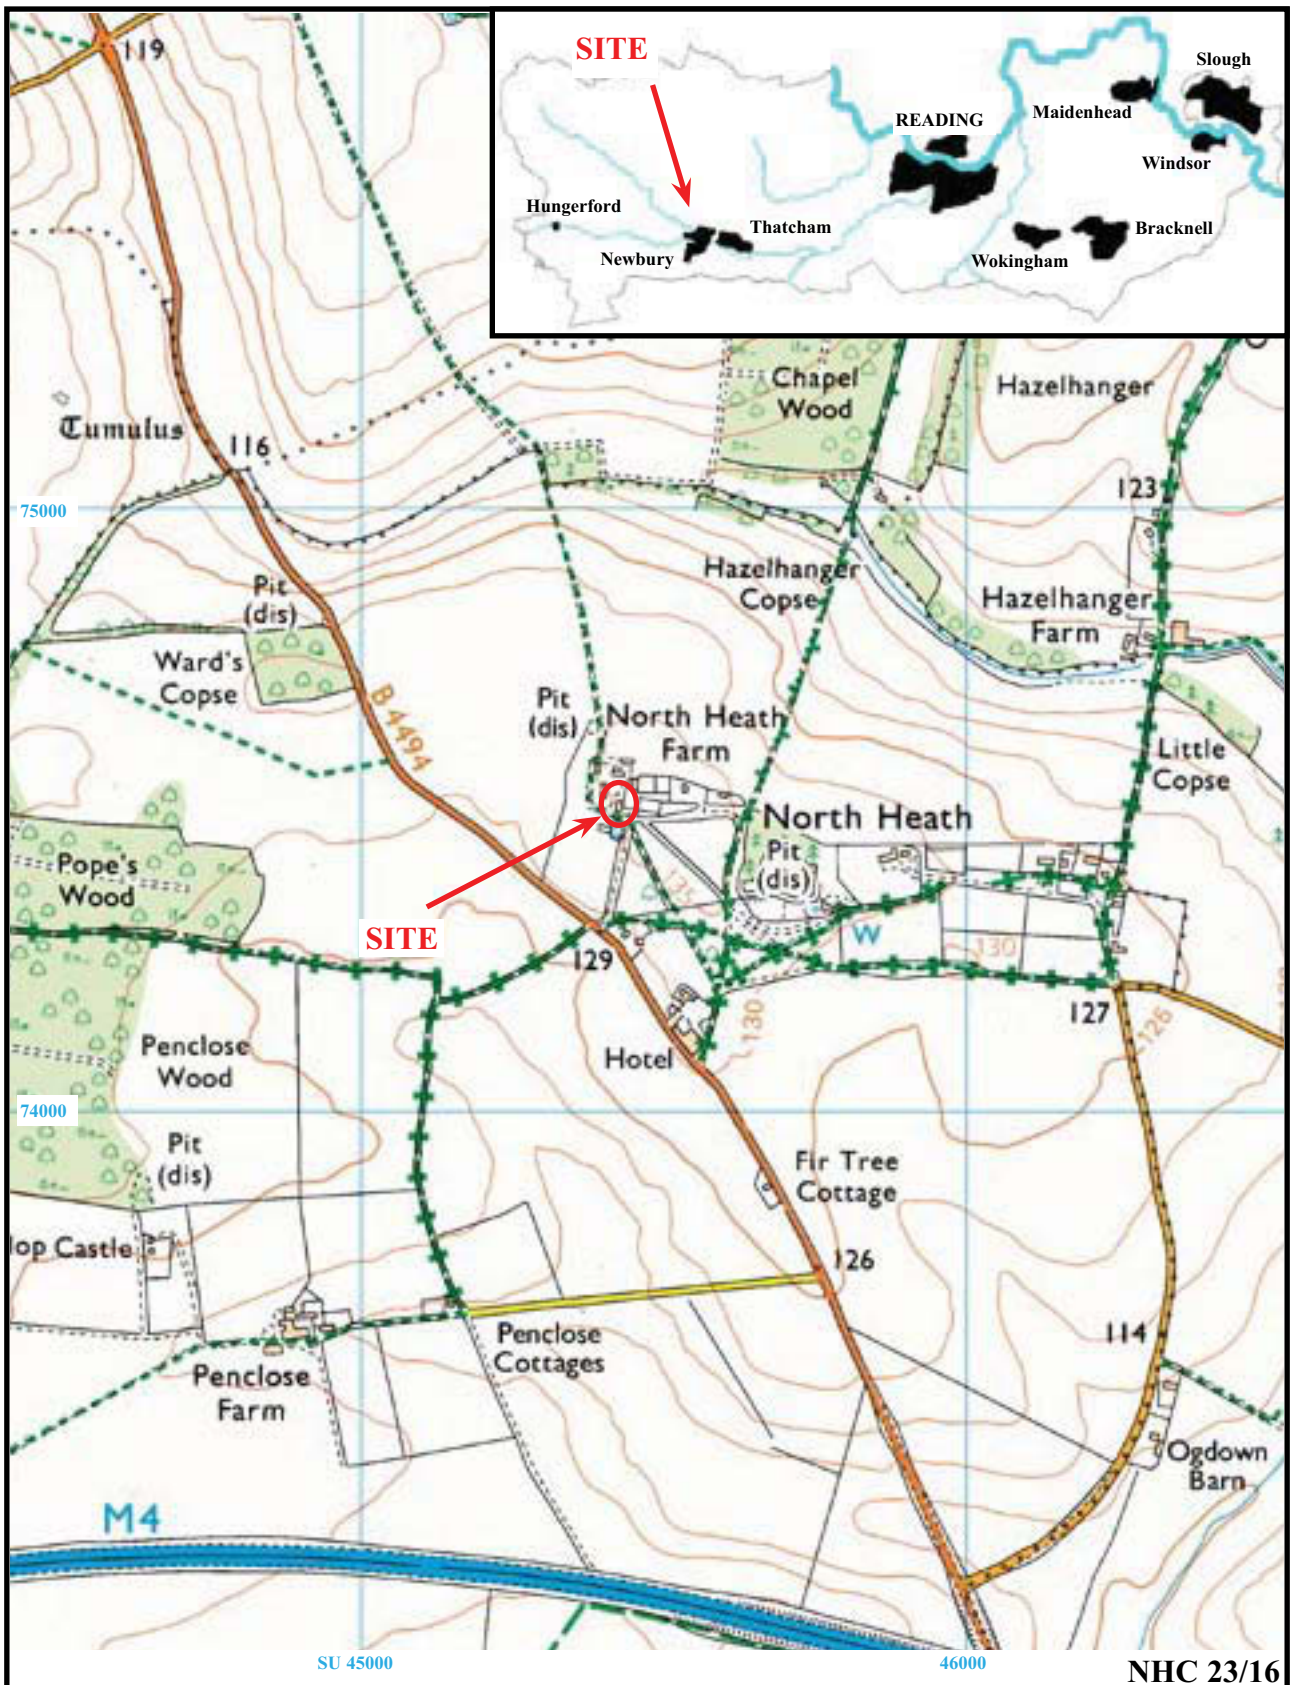 119
SITE
Slough
Maidenhead
READING
Windsor
Hungerford
Thatcham
Bracknell
Newbury
Wokingham
Chapel
Wood
Hazelhanger
Tumulus
116
123
75000
Hazelhanger
Copse
Pit
(dis)
Hazelhanger
Farm
Ward's
Copse
B 4494
Pit
(dis)
North Heath
Farm
Little
Copse
North Heath
Pit
(dis)
Pope's
Wood
135
SITE
W
129
130
127
126
130
Penclose
Wood
Hotel
74000
Pit
(dis)
Fir Tree
Cottage
lop Castle
126
Penclose
Cottages
114
Penclose
Farm
Ogdown
Barn
M4
SU 45000
46000
NHC 23/16